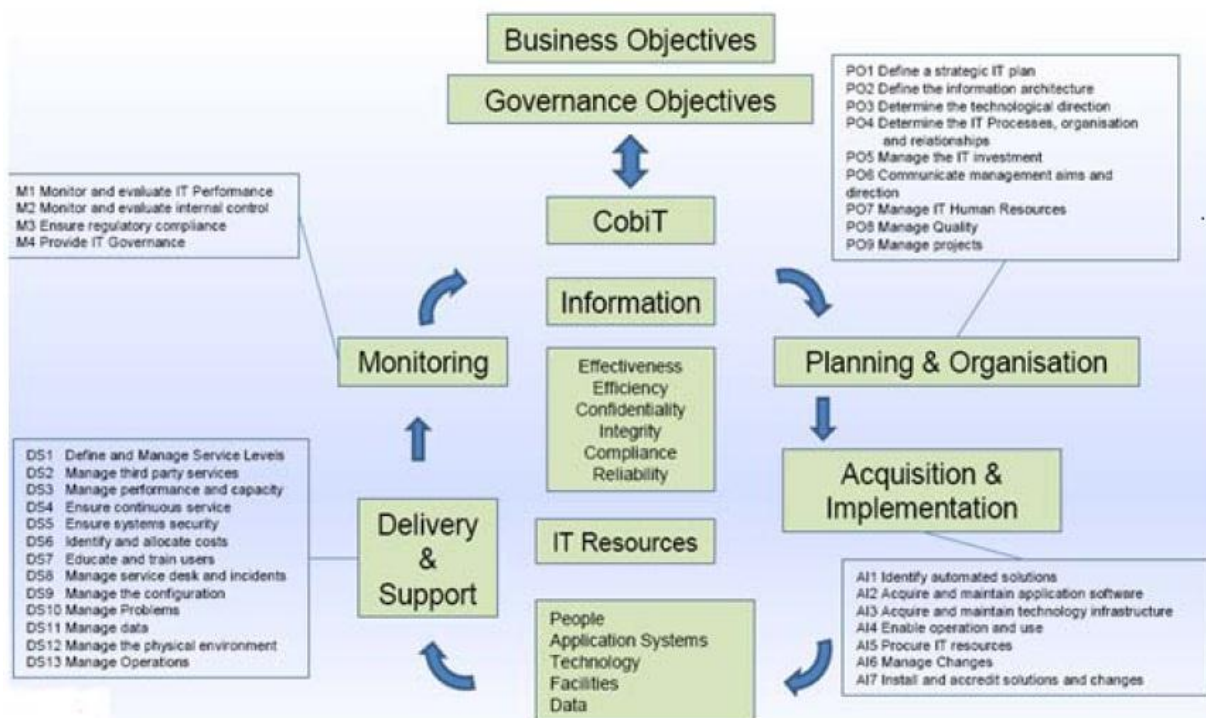 Business Objectives
Governance Objectives
CobiT
PO1 Define a strategic IT plan
PO2 Define the information architecture
PO3 Determine the technological direction
PO4 Determine the IT Processes, organisation
and relationships
PO5 Manage the IT investment
PO6 Communicate management aims and
direction
PO7 Manage IT Human Resources
PO8 Manage Quality
PO9 Manage projects
M1 Monitor and evaluate IT Performance
M2 Monitor and evaluate internal control
M3 Ensure regulatory compliance
M4 Provide IT Governance
Information
Monitoring
Planning & Organisation
Effectiveness
Efficiency
Confidentiality
Integrity
Compliance
Reliability
Acquisition &
Implementation
DS1 Define and Manage Service Levels
DS2 Manage third party services
DS3 Manage performance and capacity
DS4 Ensure continuous service
DS5 Ensure systems security
DS6 Identify and allocate costs
DS7 Educate and train users
DS8 Manage service desk and incidents
DS9 Manage the configuration
DS10 Manage Problems
DS11 Manage data
DS12 Manage the physical environment
DS13 Manage Operations
Delivery
&
Support
IT Resources
People
Application Systems
Technology
Facilities
Data
AI1 Identify automated solutions
AI2 Acquire and maintain application software
AI3 Acquire and maintain technology infrastructure
AI4 Enable operation and use
AI5 Procure IT resources
AI6 Manage Changes
AI7 Install and accredit solutions and changes